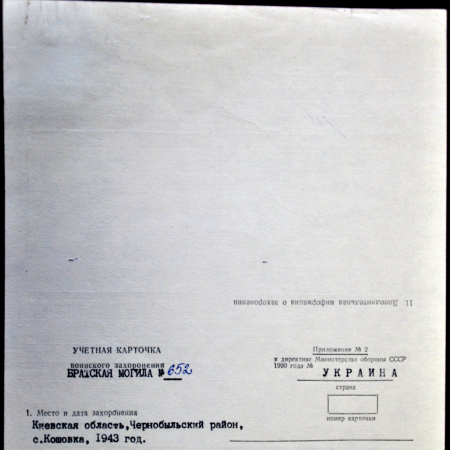 11. Дополнительная информация о захоронении
УЧЕТНАЯ КАРТОЧКА
воинского захоронения
БРАТСКАЯ МОГИЛА № 652
Приложение № 2
к директиве Министерства обороны СССР
1990 года №
УКРАИНА
страна
номер карточки
1. Место и дата захоронения
Киевская область, Чернобыльский район,
с.Кошовка, 1943 год.